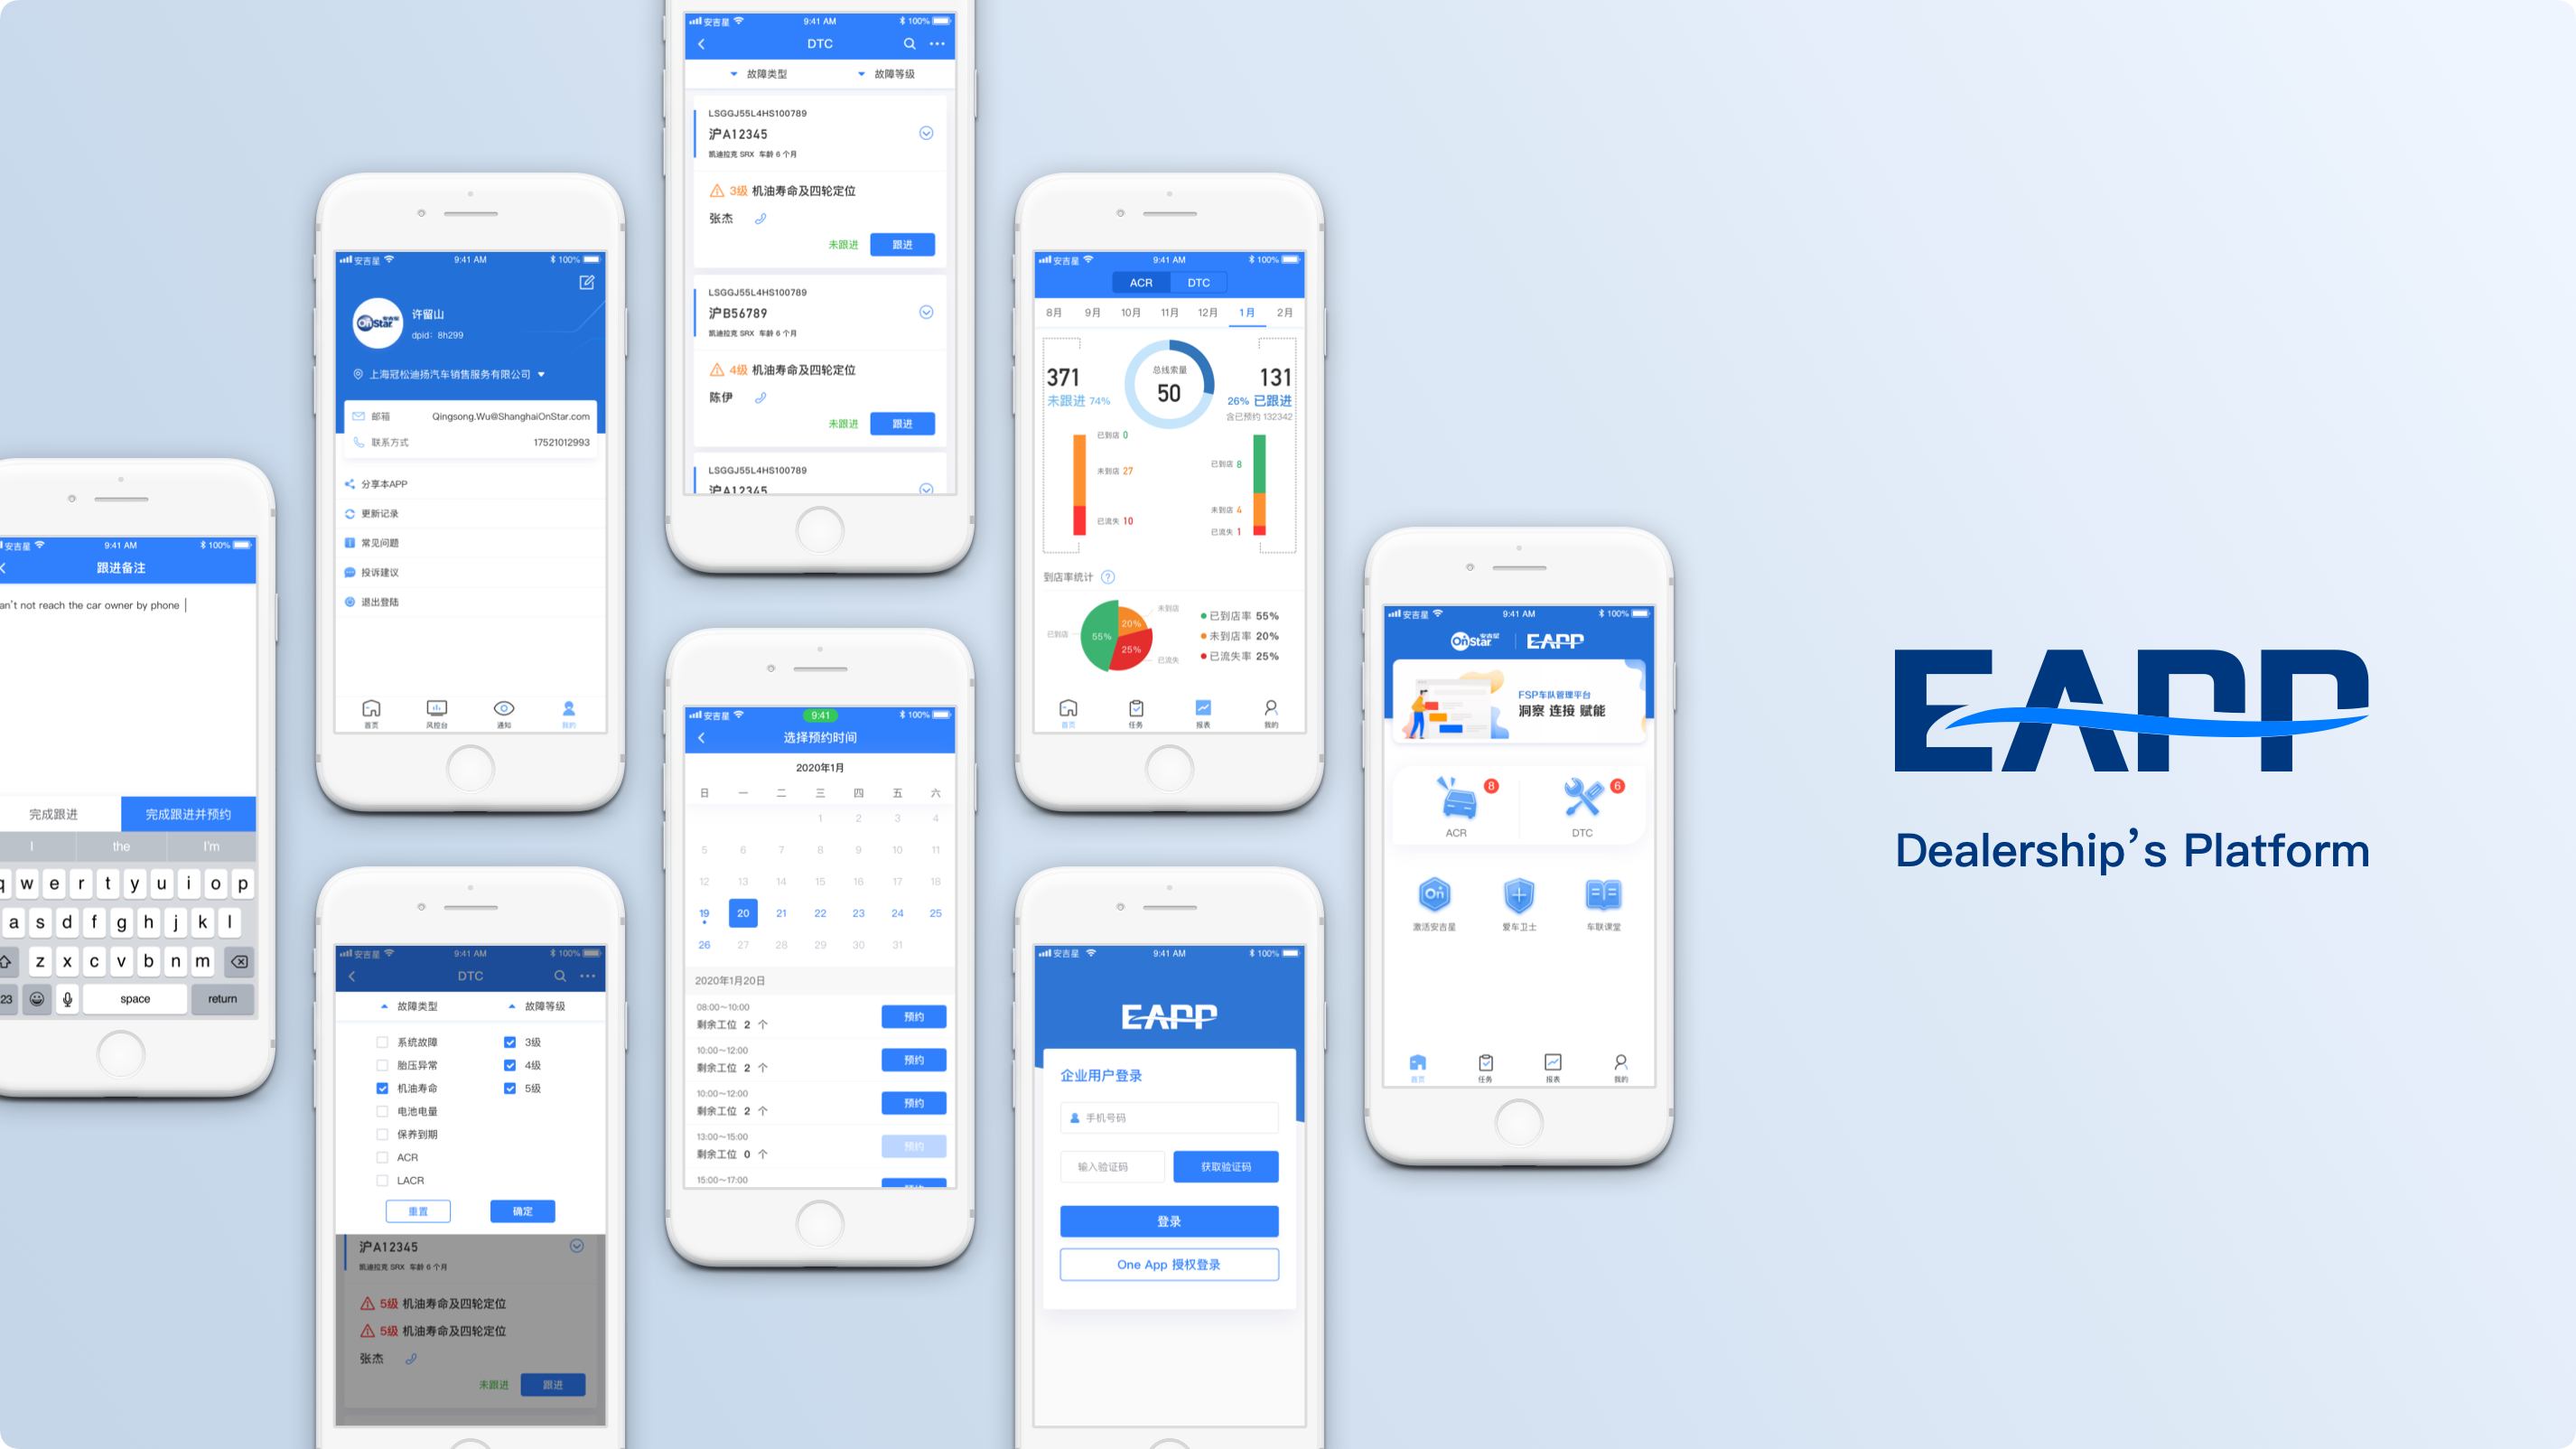 安吉星
9:41 AM
100%
跟进备注
an't not reach the car owner by phone
完成跟进
完成跟进并预约
I
the
I'm
q w e r t y u i o p
a s d f g h j k l
z x c v b n m
23
space
return
安吉星
9:41 AM
100%
OnStar
安吉星
许留山
dpid: 8h299
上海冠松迪扬汽车销售服务有限公司
邮箱
Qingsong.Wu@ShanghaiOnStar.com
联系方式
17521012993
分享本APP
更新记录
常见问题
投诉建议
退出登陆
首页
风控台
通知
我的
安吉星
9:41 AM
100%
DTC
故障类型
故障等级
系统故障
3级
胎压异常
4级
机油寿命
5级
电池电量
保养到期
ACR
LACR
重置
确定
沪A12345
凯迪拉克 SRX 车龄 6 个月
5级 机油寿命及四轮定位
5级 机油寿命及四轮定位
张杰
未跟进
跟进
安吉星
9:41 AM
100%
DTC
故障类型
故障等级
LSGGJ55L4HS100789
沪A12345
凯迪拉克 SRX 车龄 6 个月
3级 机油寿命及四轮定位
张杰
未跟进
跟进
LSGGJ55L4HS100789
沪B56789
凯迪拉克 SRX 车龄 6 个月
4级 机油寿命及四轮定位
陈伊
未跟进
跟进
LSGGJ55L4HS100789
沪A12345
安吉星
9:41
100%
选择预约时间
2020年1月
日 一 二 三 四 五 六
1 2 3 4
5 6 7 8 9 10 11
12 13 14 15 16 17 18
19 20 21 22 23 24 25
26 27 28 29 30 31
2020年1月20日
08:00～10:00
剩余工位 2 个
预约
10:00～12:00
剩余工位 2 个
预约
10:00～12:00
剩余工位 2 个
预约
13:00～15:00
剩余工位 0 个
预约
15:00～17:00
预约
安吉星
9:41 AM
100%
ACR
DTC
8月 9月 10月 11月 12月 1月 2月
371
未跟进 74%
总线索量
50
131
26% 已跟进
含已预约 132342
已到店 0
未到店 27
已流失 10
已到店 8
未到店 4
已流失 1
到店率统计 ?
已到店
55%
20%
25%
未到店
已流失
已到店率 55%
未到店率 20%
已流失率 25%
首页
任务
报表
我的
安吉星
9:41 AM
100%
EAPP
企业用户登录
手机号码
输入验证码
获取验证码
登录
One App 授权登录
安吉星
9:41 AM
100%
OnStar
安吉星
EAPP
FSP车队管理平台
洞察 连接 赋能
8
ACR
6
DTC
On
激活安吉星
爱车卫士
车联课堂
首页
任务
报表
我的
EAPP
Dealership’s Platform